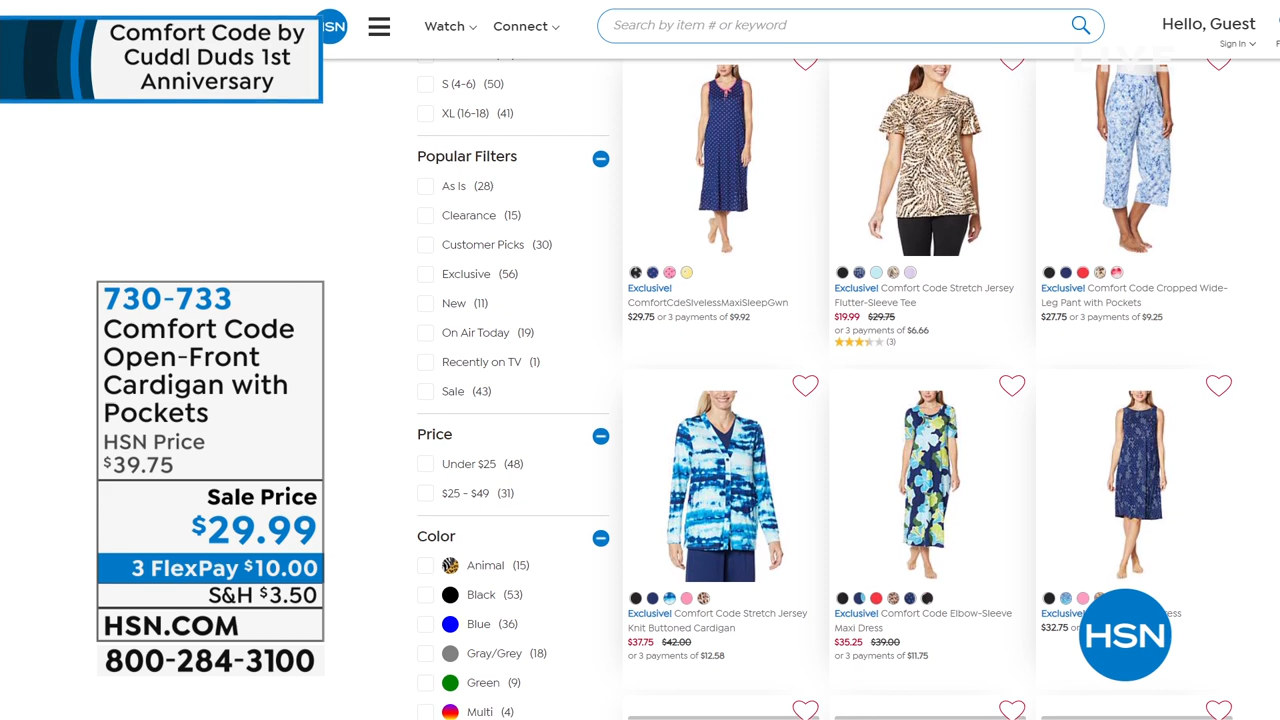 Comfort Code by
Cuddl Duds 1st
Anniversary
HSN
Watch
Connect
Search by item # or keyword
Hello, Guest
Sign In
LIVE
S (4-6) (50)
XL (16-18) (41)
Popular Filters
As Is (28)
Clearance (15)
Customer Picks (30)
Exclusive (56)
New (11)
On Air Today (19)
Recently on TV (1)
Sale (43)
Price
Under $25 (48)
$25 - $49 (31)
Color
Animal (15)
Black (53)
Blue (36)
Gray/Grey (18)
Green (9)
Multi (4)
Exclusive!
ComfortCdeSlvelessMaxiSleepGwn
$29.75 or 3 payments of $9.92
Exclusive! Comfort Code Stretch Jersey
Flutter-Sleeve Tee
$19.99 $29.75
or 3 payments of $6.66
(3)
Exclusive! Comfort Code Cropped Wide-
Leg Pant with Pockets
$27.75 or 3 payments of $9.25
Exclusive! Comfort Code Stretch Jersey
Knit Buttoned Cardigan
$37.75 $42.00
or 3 payments of $12.58
Exclusive! Comfort Code Elbow-Sleeve
Maxi Dress
$35.25 $39.00
or 3 payments of $11.75
Exclusive!
$32.75
HSN
730-733
Comfort Code
Open-Front
Cardigan with
Pockets
HSN Price
$39.75
Sale Price
$29.99
3 FlexPay $10.00
S&H $3.50
HSN.COM
800-284-3100